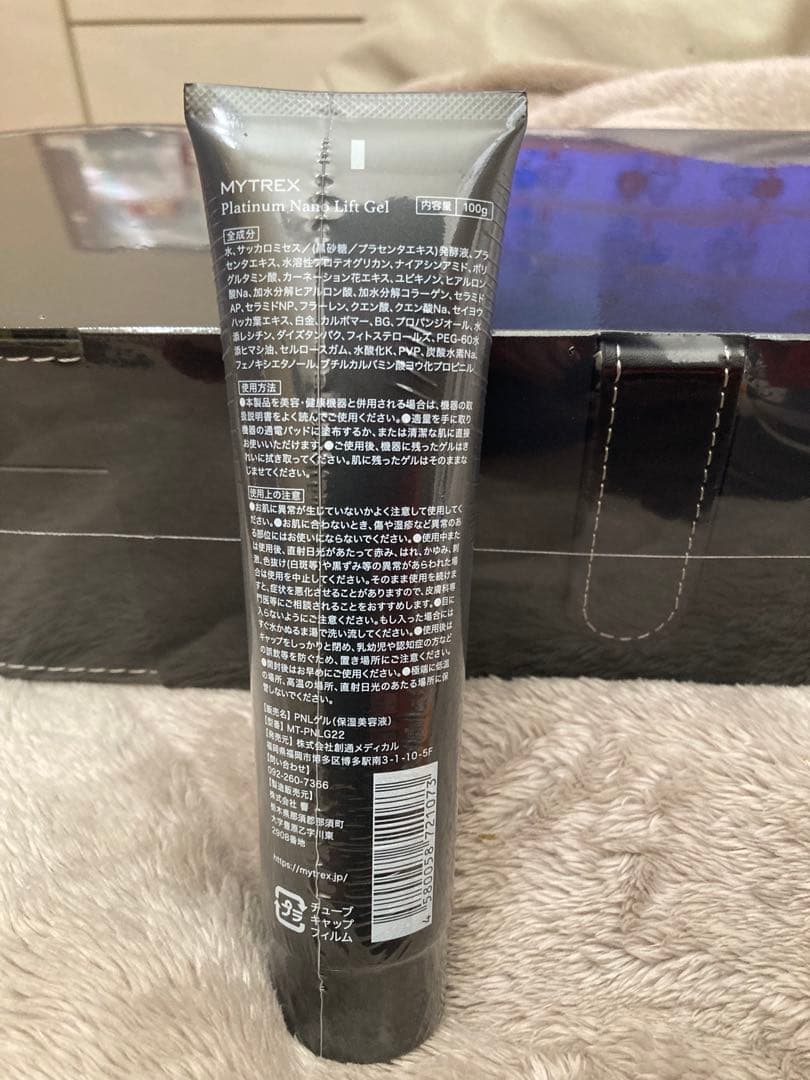 MYTREX
Platinum Nano Lift Gel 内容量 100g
全成分
水、サッカロミセス/(黒砂糖/プラセンタエキス)発酵液、プラ
センタエキス、水溶性プロテオグリカン、ナイアシンアミド、ポリ
グルタミン酸、カーネーション花エキス、ユビキノン、ヒアルロン
酸Na、加水分解ヒアルロン酸、加水分解コラーゲン、セラミド
AP、セラミドNP、フラーレン、クエン酸、クエン酸Na、セイヨウ
ハッカ葉エキス、白金、カルボマー、BG、プロパンジオール、水
添レシチン、ダイズタンパク、フィトステロールズ、PEG-60水
添ヒマシ油、セルロースガム、水酸化K、PVP、炭酸水素Na、
フェノキシエタノール、ブチルカルバミン酸ヨウ化プロピニル
使用方法
●本製品を美容・健康機器と併用される場合は、機器の取
扱説明書をよく読んでご使用ください。●適量を手に取り
機器の通電パッドに塗布するか、または清潔な肌に直接
お使いいただけます。●ご使用後、機器に残ったゲルはき
れいに拭き取ってください。肌に残ったゲルはそのままな
じませてください。
使用上の注意
●お肌に異常が生じていないかよく注意して使用してく
ださい。●お肌に合わないとき、傷や湿疹など異常のあ
る部位にはお使いにならないでください。●使用中また
は使用後、直射日光があたって赤み、はれ、かゆみ、刺
激、色抜け(白斑等)や黒ずみ等の異常があらわれた場
合は使用を中止してください。そのまま使用を続けま
すと、症状を悪化させることがありますので、皮膚科専
門医等にご相談されることをおすすめします。●目に
入らないようにご注意ください。もし入った場合には
すぐ水かぬるま湯で洗い流してください。●使用後は
キャップをしっかりと閉め、乳幼児や認知症の方など
の誤飲等を防ぐため、置き場所にご注意ください。
●開封後はお早めにご使用ください。●極端に低温
の場所、高温の場所、直射日光のあたる場所に保
管しないでください。
【販売名】PNLゲル(保湿美容液)
【型番】MT-PNLG22
【発売元】株式会社創通メディカル
福岡県福岡市博多区博多駅南3-1-10-5F
【問い合わせ】
092-260-7366
【製造販売元】
株式会社 響
栃木県那須郡那須町
大字豊原乙字川東
2908番地
https://mytrex.jp/
4 580058 721073
プラ
チューブ
キャップ
フィルム